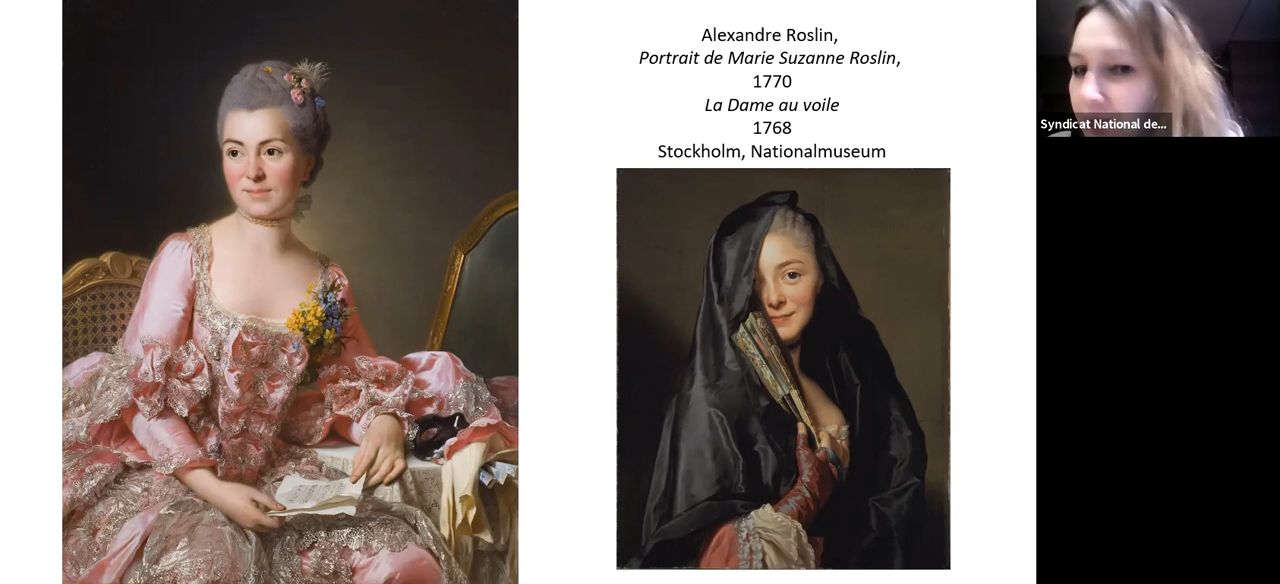 Alexandre Roslin,
Portrait de Marie Suzanne Roslin,
1770
La Dame au voile
1768
Stockholm, Nationalmuseum
Syndicat National de...